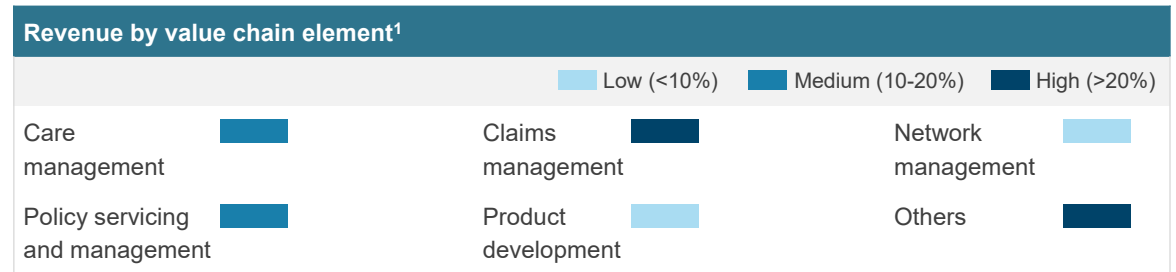 Revenue by value chain element¹
Low (<10%) Medium (10-20%) High (>20%)
Care management
Claims management
Network management
Policy servicing and management
Product development
Others